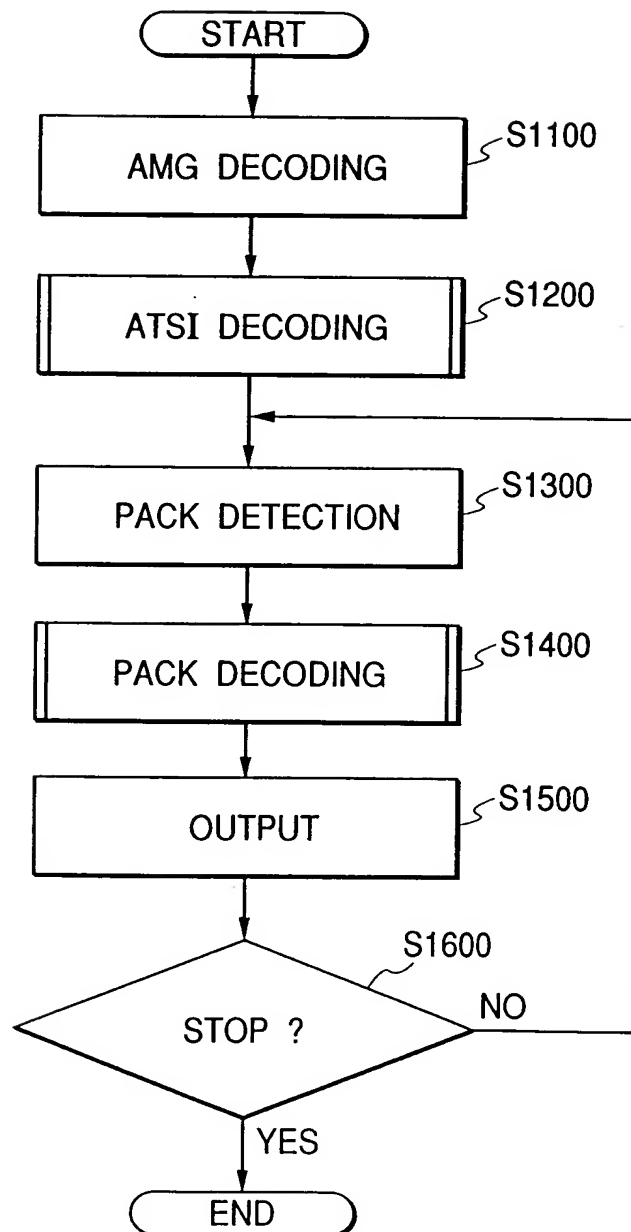 START
AMG DECODING
S1100
ATSI DECODING
S1200
PACK DETECTION
S1300
PACK DECODING
S1400
OUTPUT
S1500
S1600
STOP ?
NO
YES
END